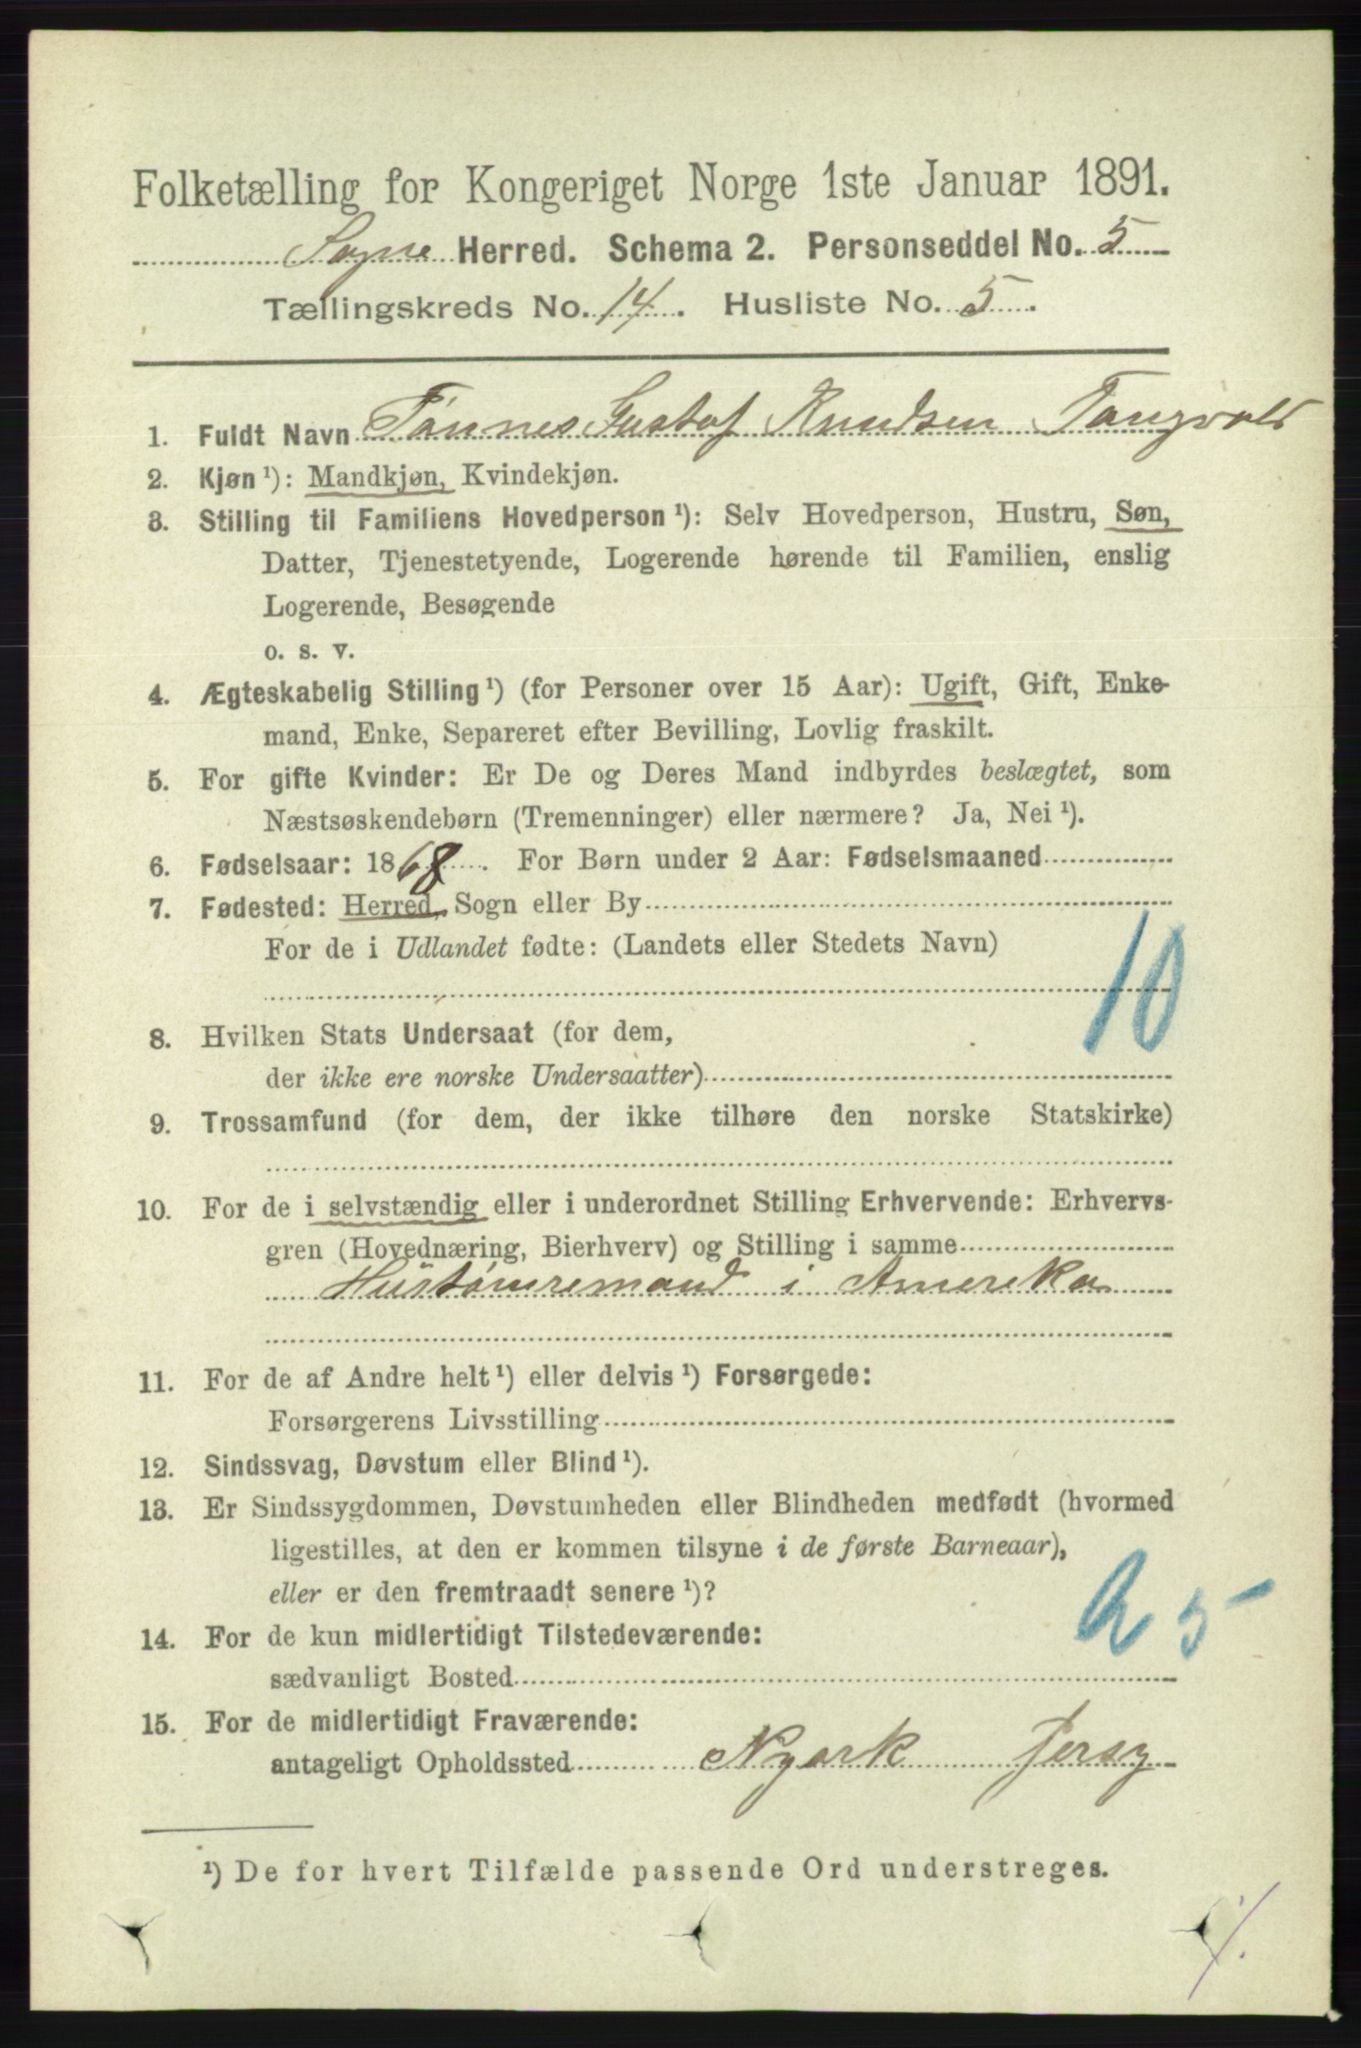 Folketælling for Kongeriget Norge 1ste Januar 1891.
Søgne Herred. Schema 2. Personseddel No. 5
Tællingskreds No. 14. Husliste No. 5.
1. Fuldt Navn Tønnes Gustaf Knudsen Tangvald
2. Kjøn ¹): Mandkjøn, Kvindekjøn.
3. Stilling til Familiens Hovedperson ¹): Selv Hovedperson, Hustru, Søn,
Datter, Tjenestetyende, Logerende hørende til Familien, enslig
Logerende, Besøgende
o. s. v.
4. Ægteskabelig Stilling ¹) (for Personer over 15 Aar): Ugift, Gift, Enke-
mand, Enke, Separeret efter Bevilling, Lovlig fraskilt.
5. For gifte Kvinder: Er De og Deres Mand indbyrdes beslægtet, som
Næstsøskendebørn (Tremenninger) eller nærmere? Ja, Nei ¹).
6. Fødselsaar: 1868. For Børn under 2 Aar: Fødselsmaaned
7. Fødested: Herred, Sogn eller By
For de i Udlandet fødte: (Landets eller Stedets Navn)
10
8. Hvilken Stats Undersaat (for dem,
der ikke ere norske Undersaatter)
9. Trossamfund (for dem, der ikke tilhøre den norske Statskirke)
10. For de i selvstændig eller i underordnet Stilling Erhvervende: Erhvervs-
gren (Hovednæring, Bierhverv) og Stilling i samme
Hustømremand i Amereka
11. For de af Andre helt ¹) eller delvis ¹) Forsørgede:
Forsørgerens Livsstilling
12. Sindssvag, Døvstum eller Blind ¹).
13. Er Sindssygdommen, Døvstumheden eller Blindheden medfødt (hvormed
ligestilles, at den er kommen tilsyne i de første Barneaar),
eller er den fremtraadt senere ¹)?
14. For de kun midlertidigt Tilstedeværende:
sædvanligt Bosted
15. For de midlertidigt Fraværende:
antageligt Opholdssted Nyark Jersy
¹) De for hvert Tilfælde passende Ord understreges.